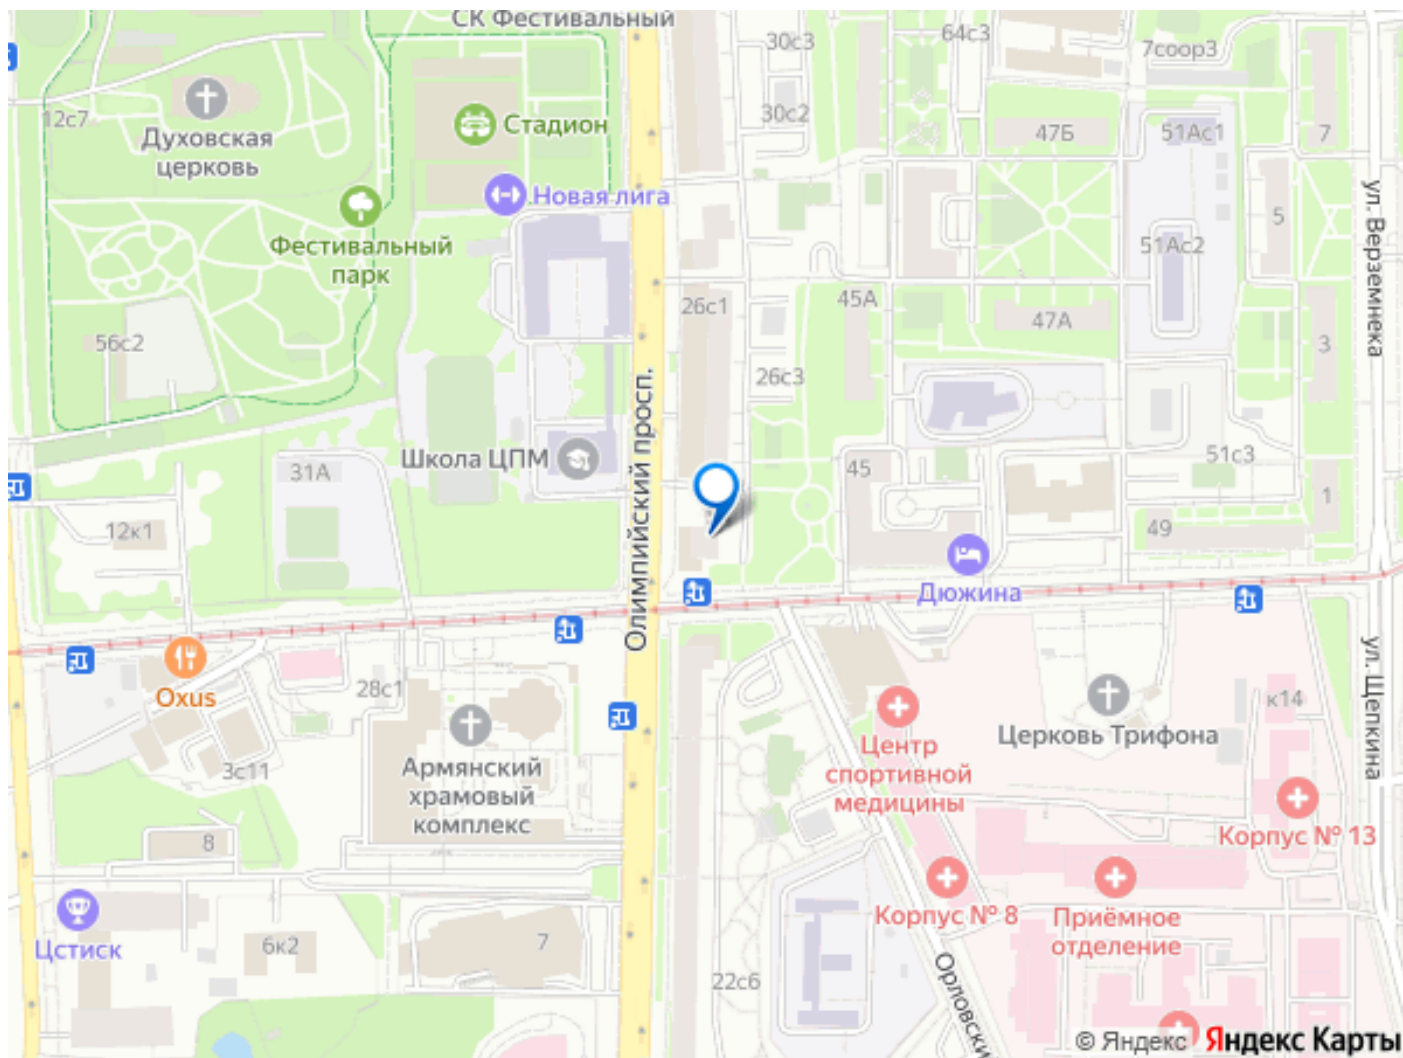 СК Фестивальный
64с3
30с3
7соор3
12с7
30с2
Стадион
47Б
51Ас1
7
Духовская
церковь
Новая лига
ул. Верземнека
5
Фестивальный
парк
51Ас2
26с1
45А
47А
56с2
3
26с3
Олимпийский просп.
Школа ЦПМ
31А
45
51с3
1
12к1
49
Дюжина
Oxus
28с1
ул. Щепкина
к14
Церковь Трифона
Центр
спортивной
медицины
3с11
Армянский
храмовый
комплекс
8
Корпус № 13
Корпус № 8
Приёмное
отделение
Цстиск
6к2
7
22с6
Орловски
© Яндекс Яндекс Карты